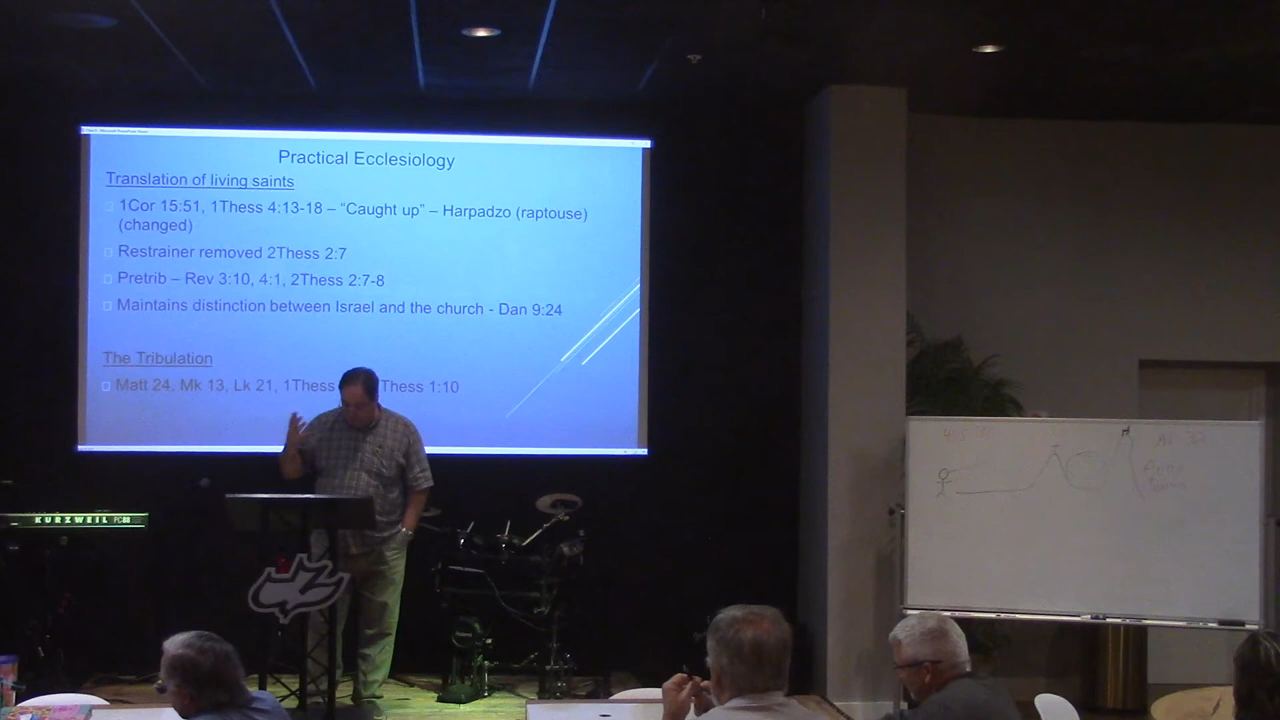 Practical Ecclesiology
Translation of living saints
1Cor 15:51, 1Thess 4:13-18 – “Caught up” – Harpadzo (raptouse)
(changed)
Restrainer removed 2Thess 2:7
Pretrib – Rev 3:10, 4:1, 2Thess 2:7-8
Maintains distinction between Israel and the church - Dan 9:24
The Tribulation
Matt 24, Mk 13, Lk 21, 1Thess Thess 1:10
KURZWEIL PC88